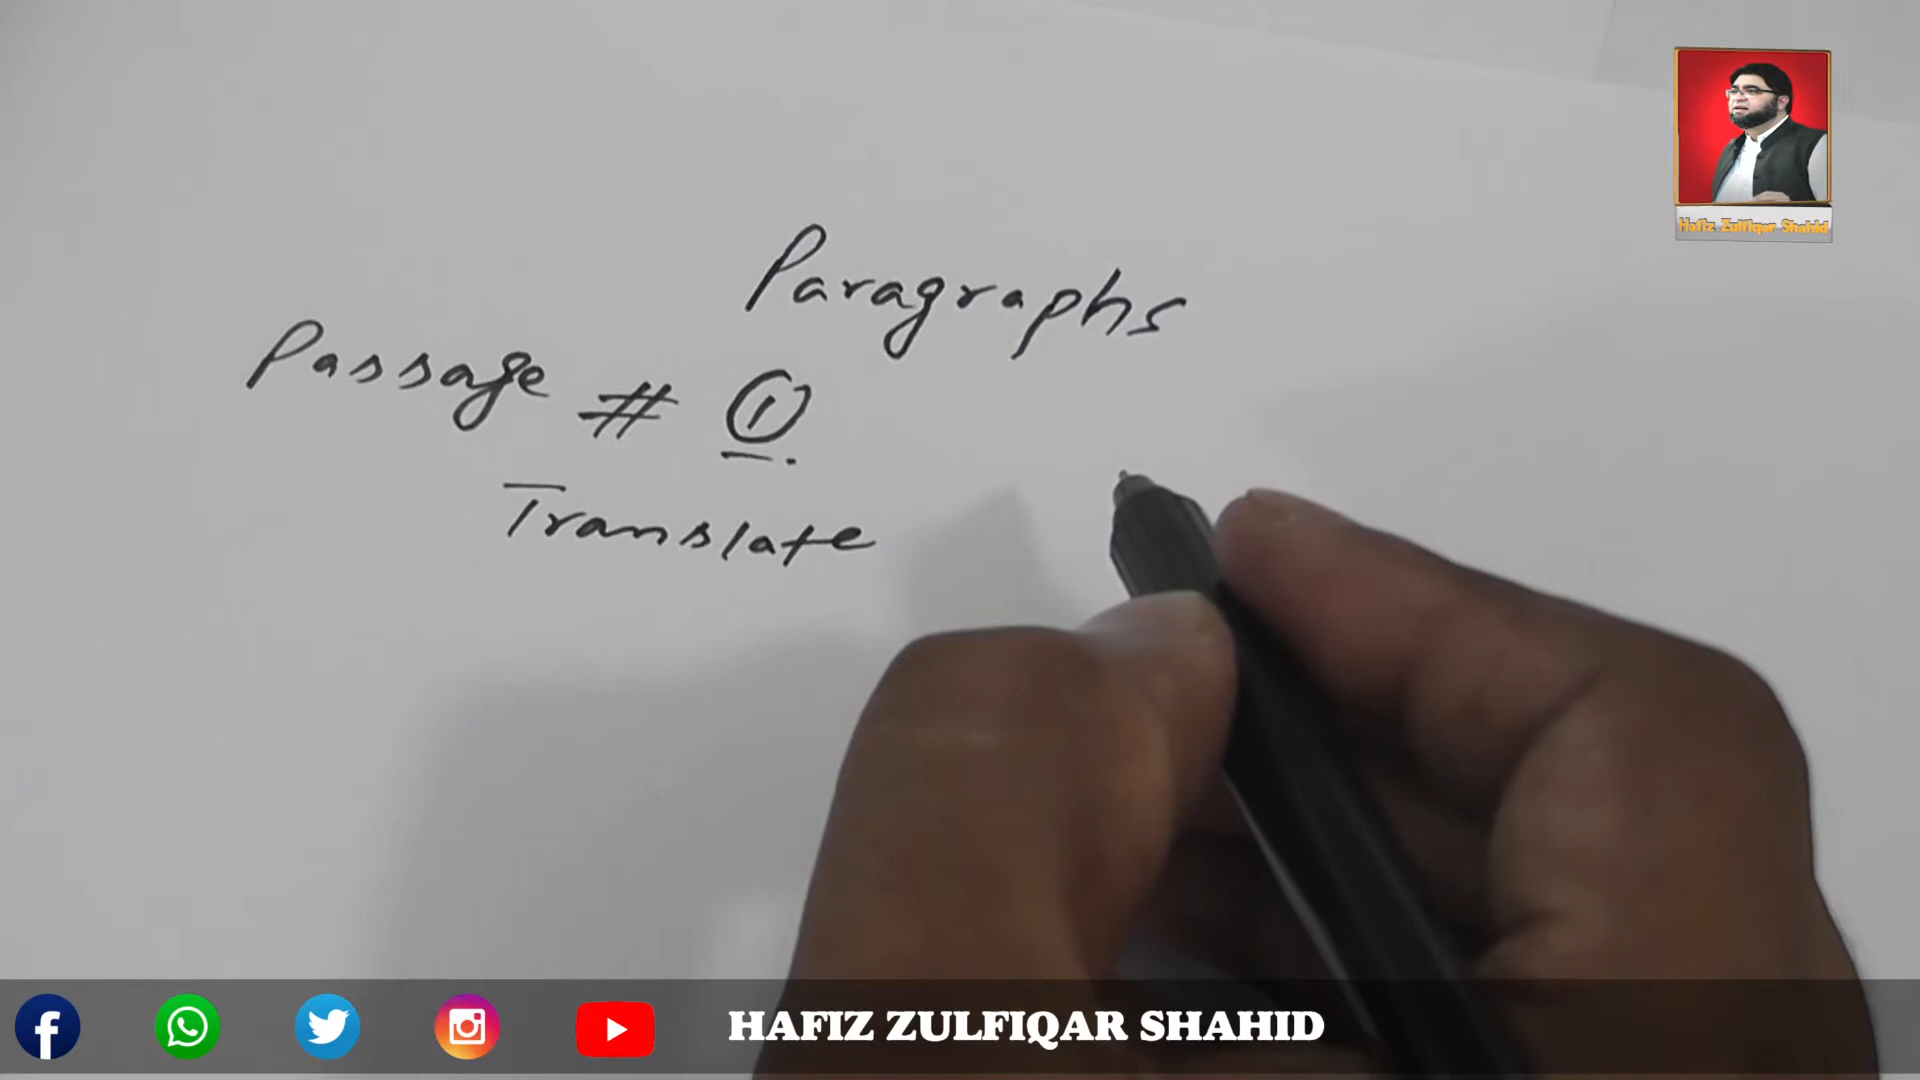 Hafiz Zulfiqar Shahid
Paragraphs
Passage # 1
Translate
HAFIZ ZULFIQAR SHAHID